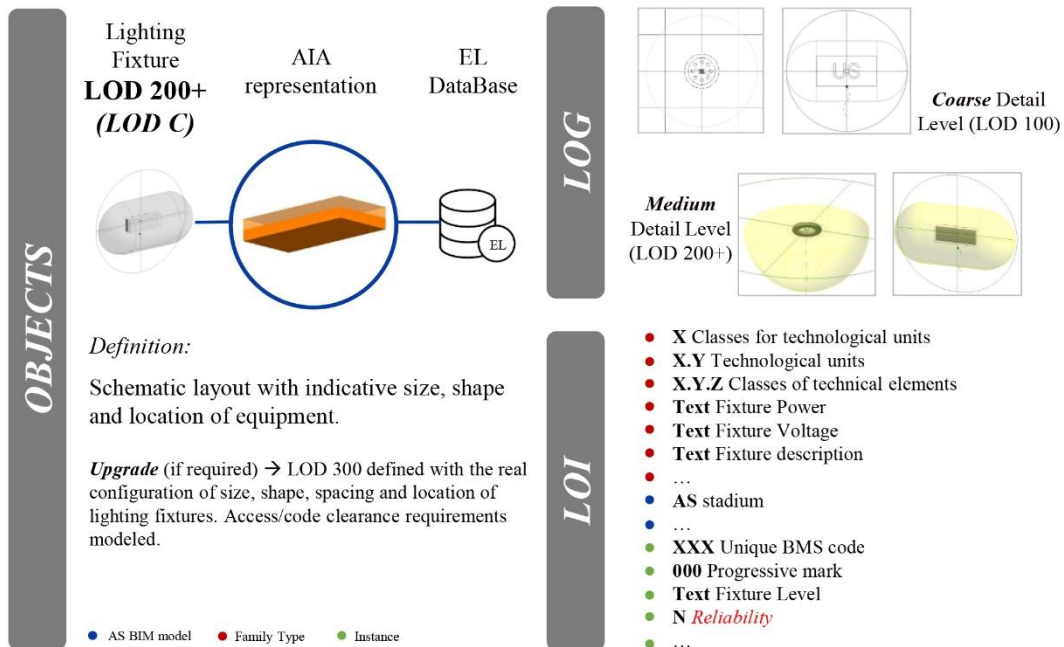 OBJECTS
Lighting
Fixture
LOD 200+
(LOD C)
AIA
representation
EL
DataBase
EL
Definition:
Schematic layout with indicative size, shape
and location of equipment.
Upgrade (if required) → LOD 300 defined with the real
configuration of size, shape, spacing and location of
lighting fixtures. Access/code clearance requirements
modeled.
● AS BIM model ● Family Type ● Instance
LOG
US
Coarse Detail
Level (LOD 100)
Medium
Detail Level
(LOD 200+)
LOI
● X Classes for technological units
● X.Y Technological units
● X.Y.Z Classes of technical elements
● Text Fixture Power
● Text Fixture Voltage
● Text Fixture description
● …
● AS stadium
● …
● XXX Unique BMS code
● 000 Progressive mark
● Text Fixture Level
● N Reliability
● …